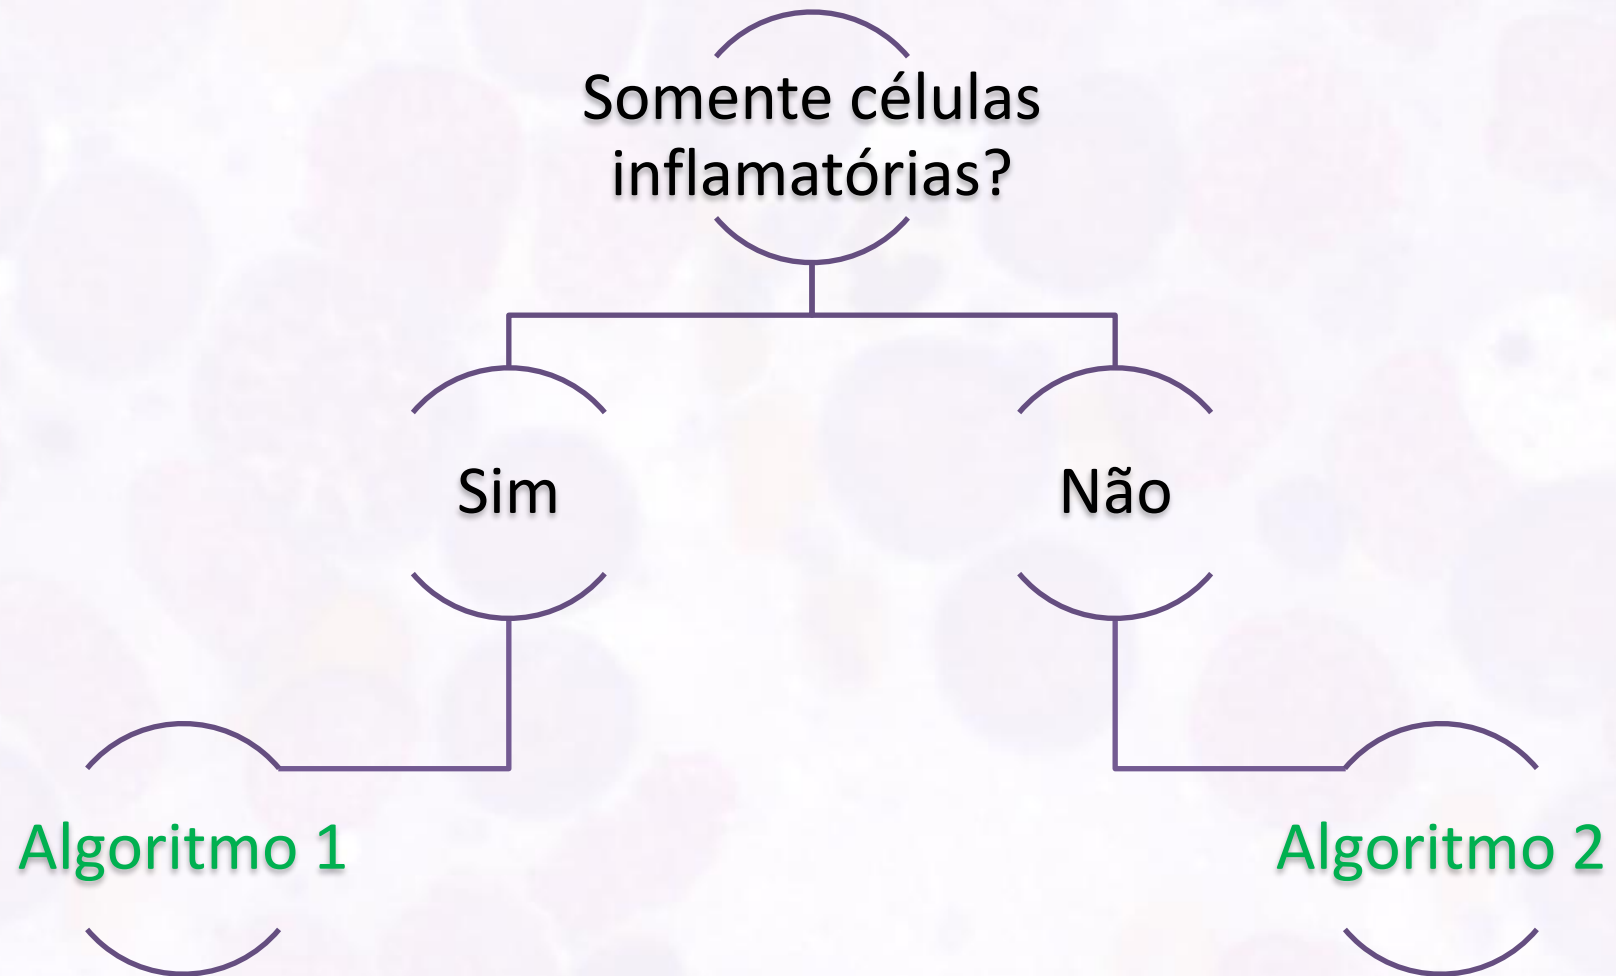 Somente células
inflamatórias?
Sim
Não
Algoritmo 1
Algoritmo 2